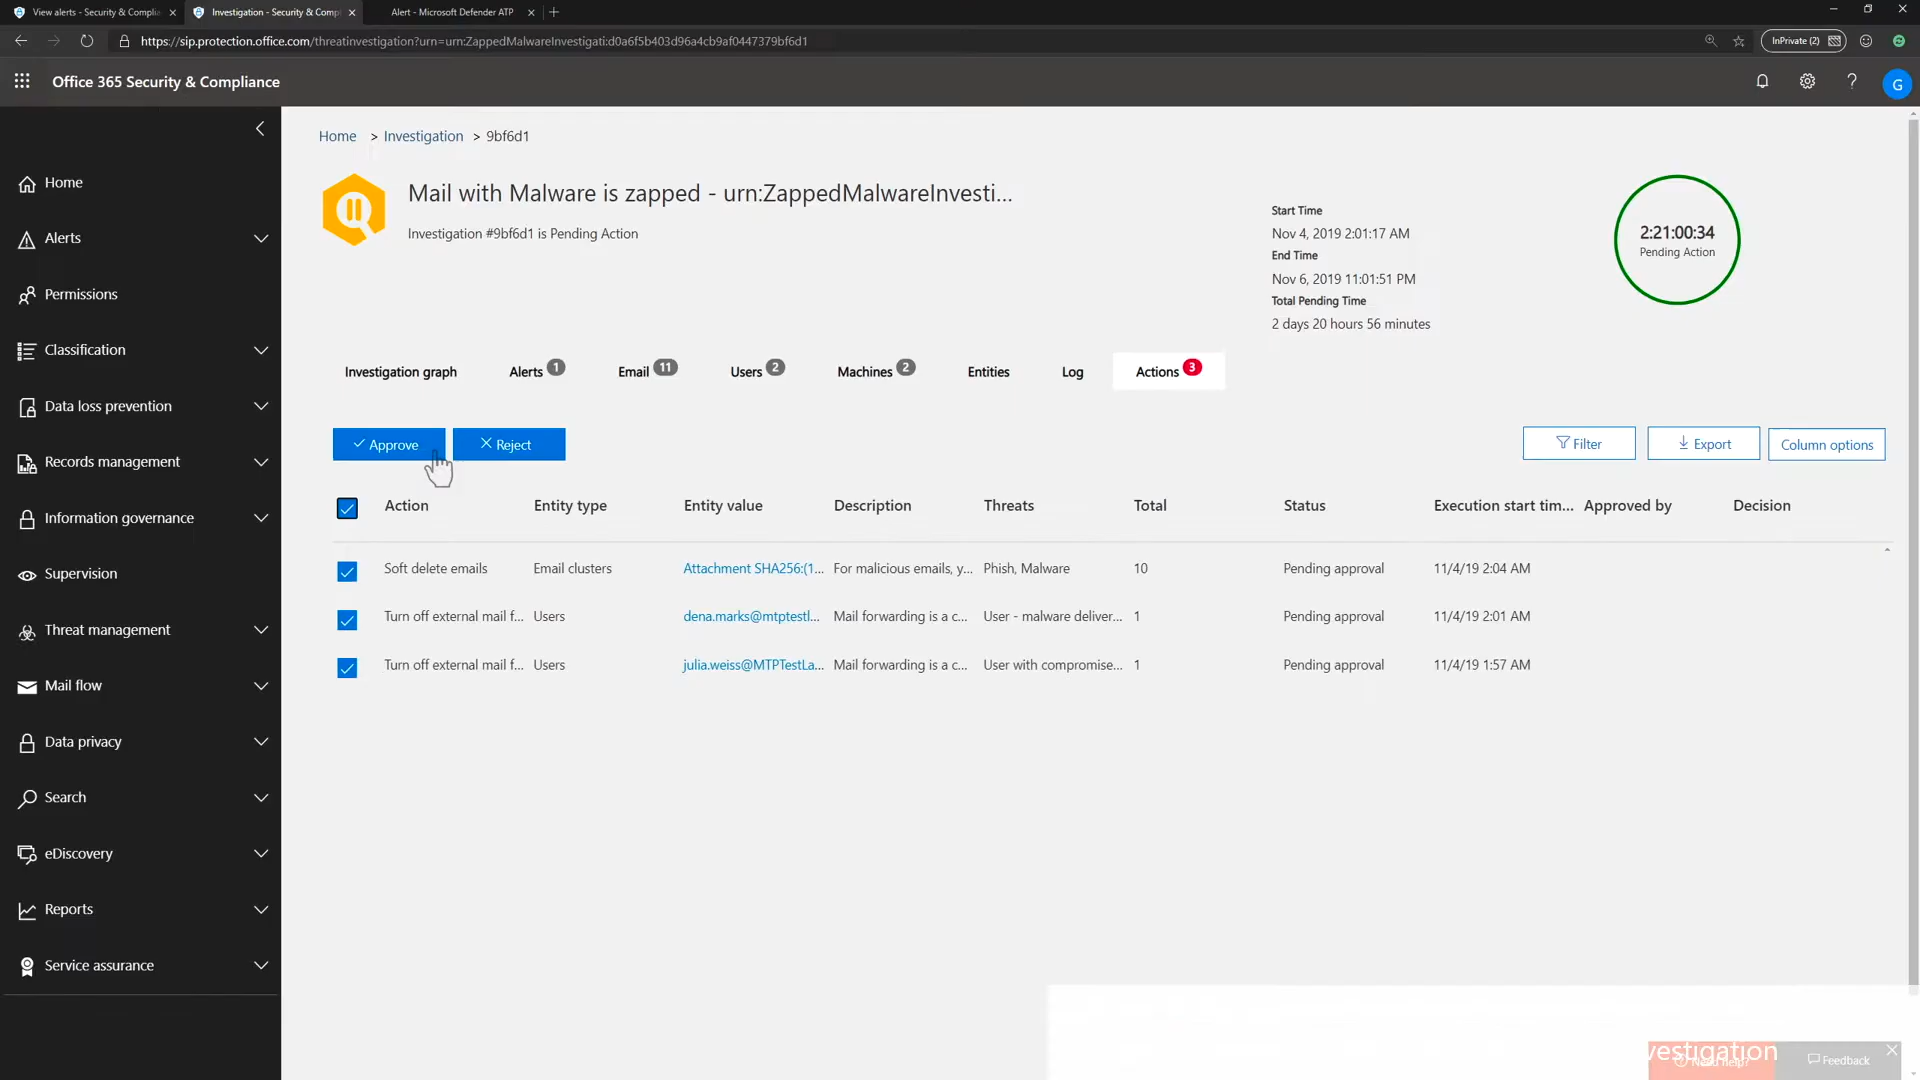 View alerts - Security & Complia
Investigation - Security & Compl
Alert - Microsoft Defender ATP
https://sip.protection.office.com/threatinvestigation?urn=urn:ZappedMalwareInvestigati:d0a6f5b403d96a4cb9af0447379bf6d1
InPrivate (2)
Office 365 Security & Compliance
G
Home
Alerts
Permissions
Classification
Data loss prevention
Records management
Information governance
Supervision
Threat management
Mail flow
Data privacy
Search
eDiscovery
Reports
Service assurance
Home > Investigation > 9bf6d1
Mail with Malware is zapped - urn:ZappedMalwareInvesti...
Investigation #9bf6d1 is Pending Action
Start Time
Nov 4, 2019 2:01:17 AM
End Time
Nov 6, 2019 11:01:51 PM
Total Pending Time
2 days 20 hours 56 minutes
2:21:00:34
Pending Action
Investigation graph Alerts 1 Email 11 Users 2 Machines 2 Entities Log Actions 3
Approve Reject Filter Export Column options
Action Entity type Entity value Description Threats Total Status Execution start tim... Approved by Decision
Soft delete emails Email clusters Attachment SHA256:(1... For malicious emails, y... Phish, Malware 10 Pending approval 11/4/19 2:04 AM
Turn off external mail f... Users dena.marks@mtptestl... Mail forwarding is a c... User - malware deliver... 1 Pending approval 11/4/19 2:01 AM
Turn off external mail f... Users julia.weiss@MTPTestLa... Mail forwarding is a c... User with compromise... 1 Pending approval 11/4/19 1:57 AM
vestigation
Need help?
Feedback